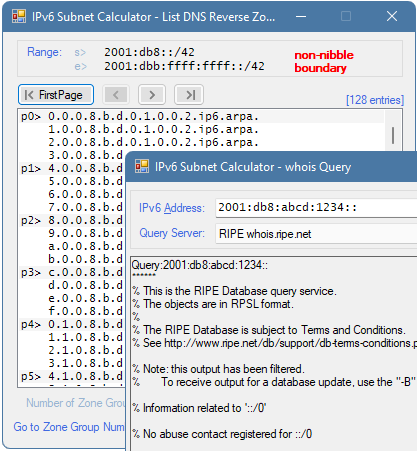 IPv6 Subnet Calculator - List DNS Reverse Zo...
Range: s> 2001:db8::/42
e> 2001:dbb:ffff:ffff::/42
non-nibble
boundary
FirstPage
[128 entries]
p0> 0.0.0.8.b.d.0.1.0.0.2.ip6.arpa.
1.0.0.8.b.d.0.1.0.0.2.ip6.arpa.
2.0.0.8.b.d.0.1.0.0.2.ip6.arpa.
3.0.0.8.b.d
p1> 4.0.0.8.b.d
5.0.0.8.b.d
6.0.0.8.b.d
7.0.0.8.b.d
p2> 8.0.0.8.b.d
9.0.0.8.b.d
a.0.0.8.b.d
b.0.0.8.b.d
p3> c.0.0.8.b.d
d.0.0.8.b.d
e.0.0.8.b.d
f.0.0.8.b.d
p4> 0.1.0.8.b.d
1.1.0.8.b.d
2.1.0.8.b.d
3.1.0.8.b.d
p5> 4.1.0.8.b.d
Number of Zone Group
Go to Zone Group Num
IPv6 Subnet Calculator - whois Query
IPv6 Address: 2001:db8:abcd:1234::
Query Server: RIPE whois.ripe.net
Query:2001:db8:abcd:1234::
******
% This is the RIPE Database query service.
% The objects are in RPSL format.
%
% The RIPE Database is subject to Terms and Conditions.
% See http://www.ripe.net/support/db-terms-conditions.p
% Note: this output has been filtered.
% To receive output for a database update, use the "-B"
% Information related to '::/0'
% No abuse contact registered for ::/0